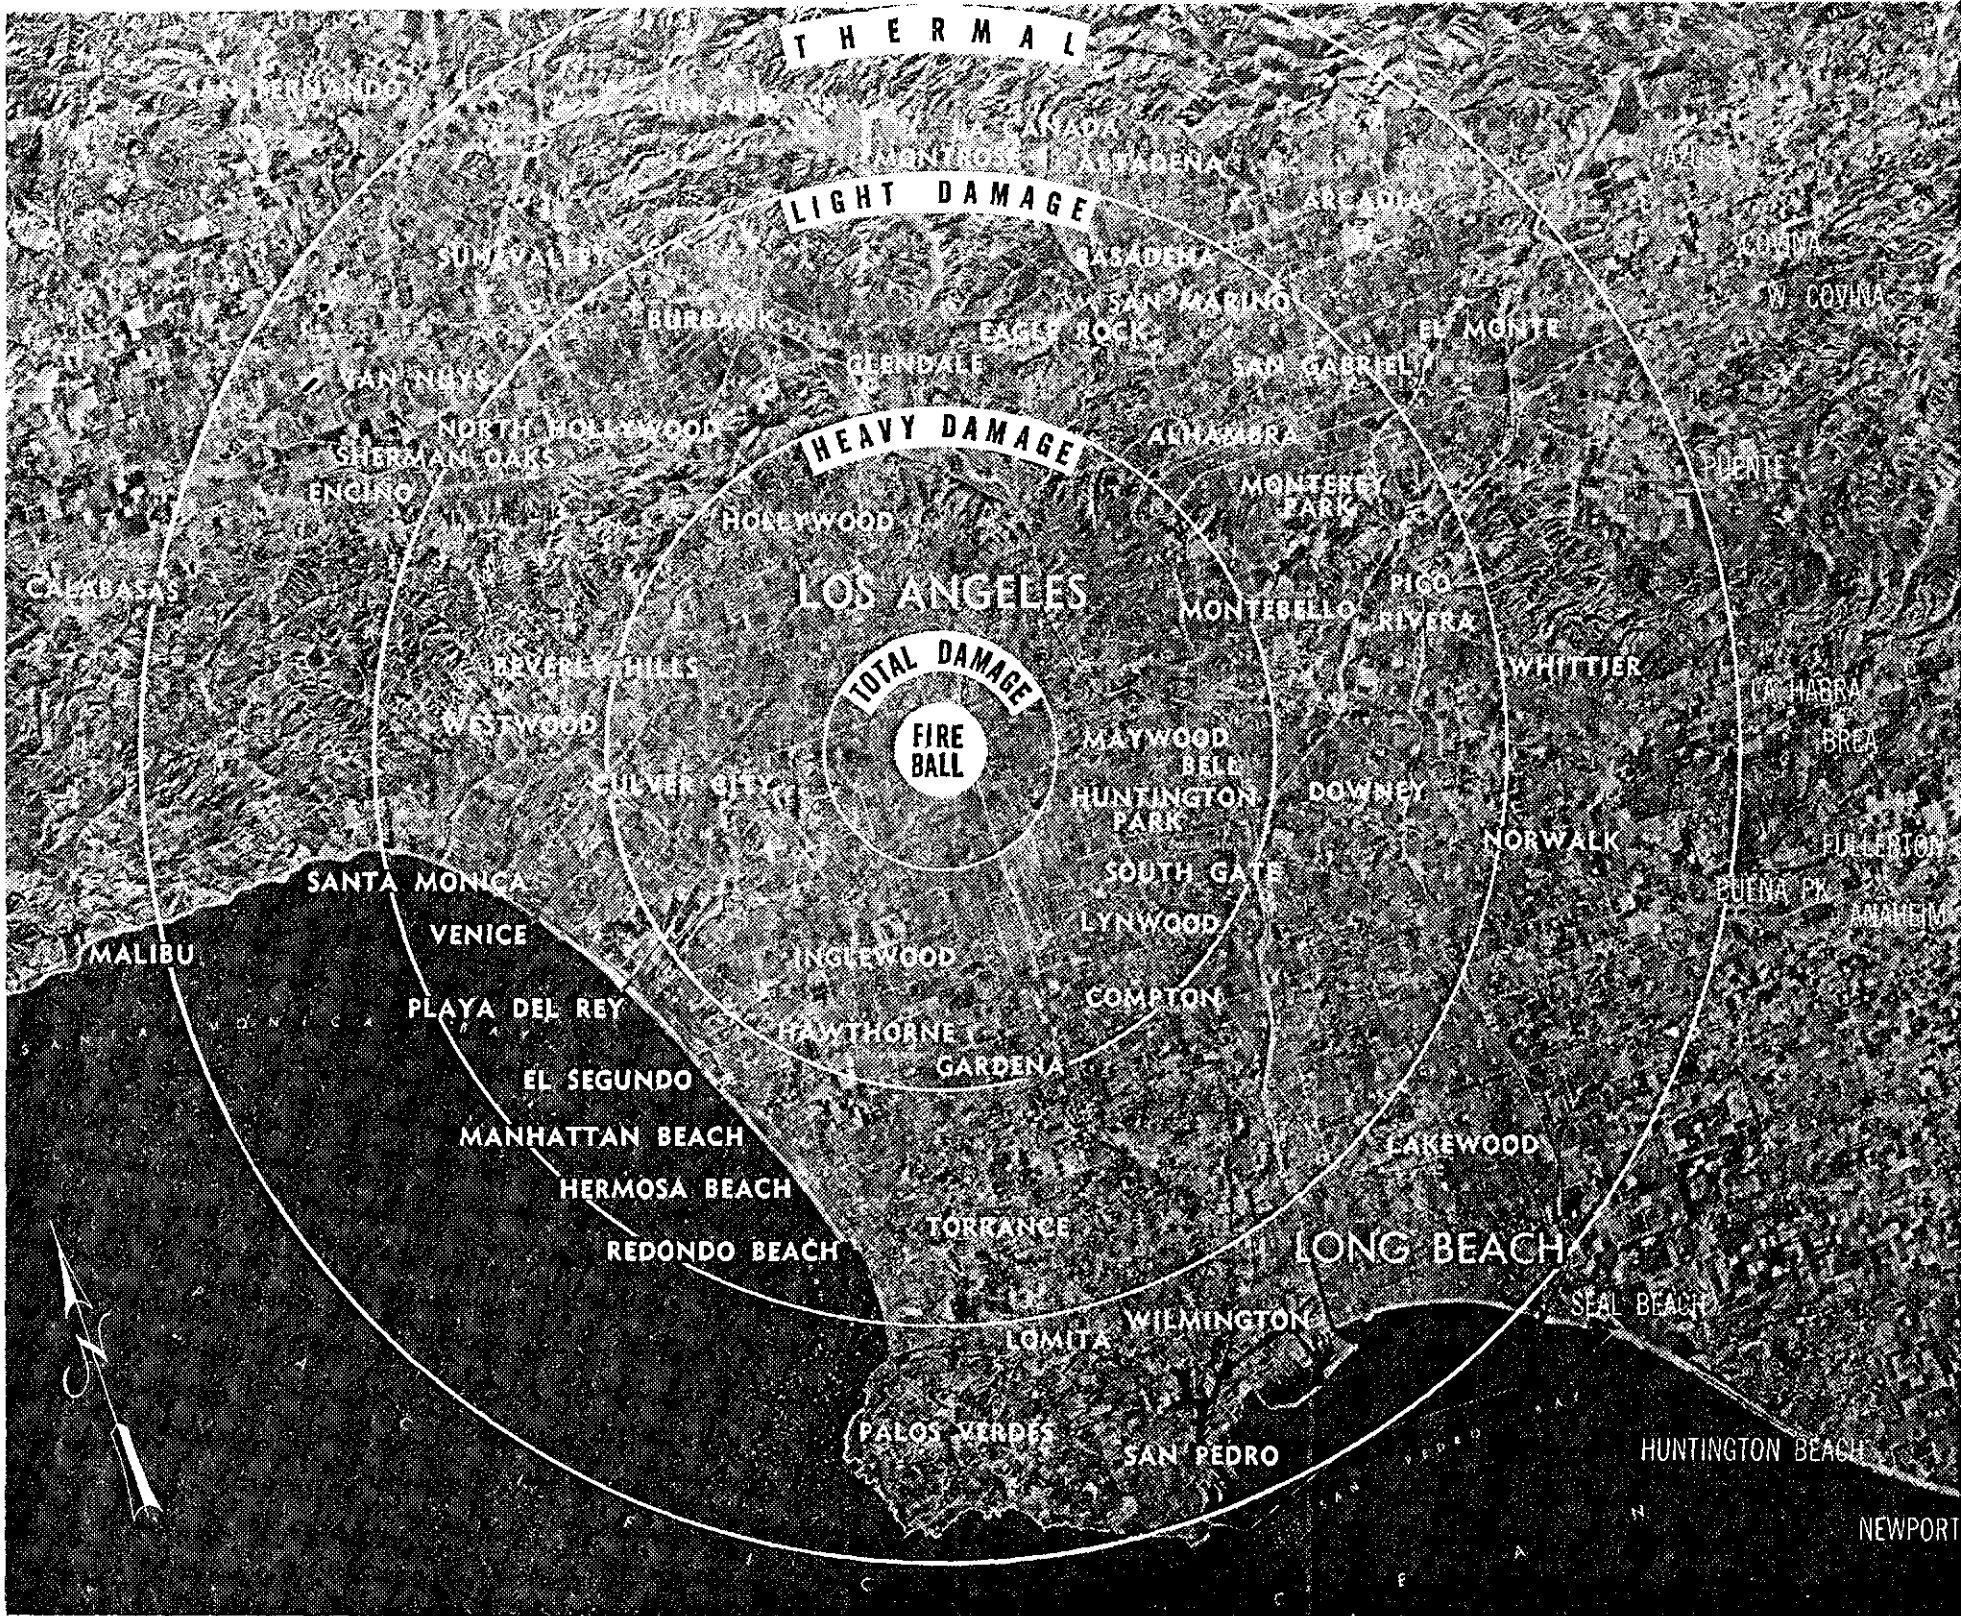 THERMAL
SAN FERNANDO
SUNLAND
LA CANADA
MONTROSE
ALTADENA
AZUSA
LIGHT DAMAGE
ARCADIA
COVINA
SUN VALLEY
PASADENA
W. COVINA
SAN MARINO
BURBANK
EAGLE ROCK
EL MONTE
GLENDALE
SAN GABRIEL
VAN NUYS
NORTH HOLLYWOOD
HEAVY DAMAGE
ALHAMBRA
SHERMAN OAKS
PUENTE
ENCINO
MONTEREY
PARK
HOLLYWOOD
CALABASAS
LOS ANGELES
PICO
RIVERA
MONTEBELLO
BEVERLY HILLS
TOTAL DAMAGE
WHITTIER
LA HABRA
WESTWOOD
FIRE
BALL
MAYWOOD
BELL
BREA
CULVER CITY
HUNTINGTON
PARK
DOWNEY
NORWALK
FULLERTON
SANTA MONICA
SOUTH GATE
BUENA PK.
ANAHEIM
VENICE
LYNWOOD
MALIBU
INGLEWOOD
PLAYA DEL REY
COMPTON
SANTA MONICA BAY
HAWTHORNE
GARDENA
EL SEGUNDO
MANHATTAN BEACH
LAKEWOOD
HERMOSA BEACH
TORRANCE
REDONDO BEACH
LONG BEACH
SEAL BEACH
WILMINGTON
LOMITA
N
PALOS VERDES
SAN PEDRO
SAN PEDRO BAY
HUNTINGTON BEACH
NEWPORT
PACIFIC OCEAN